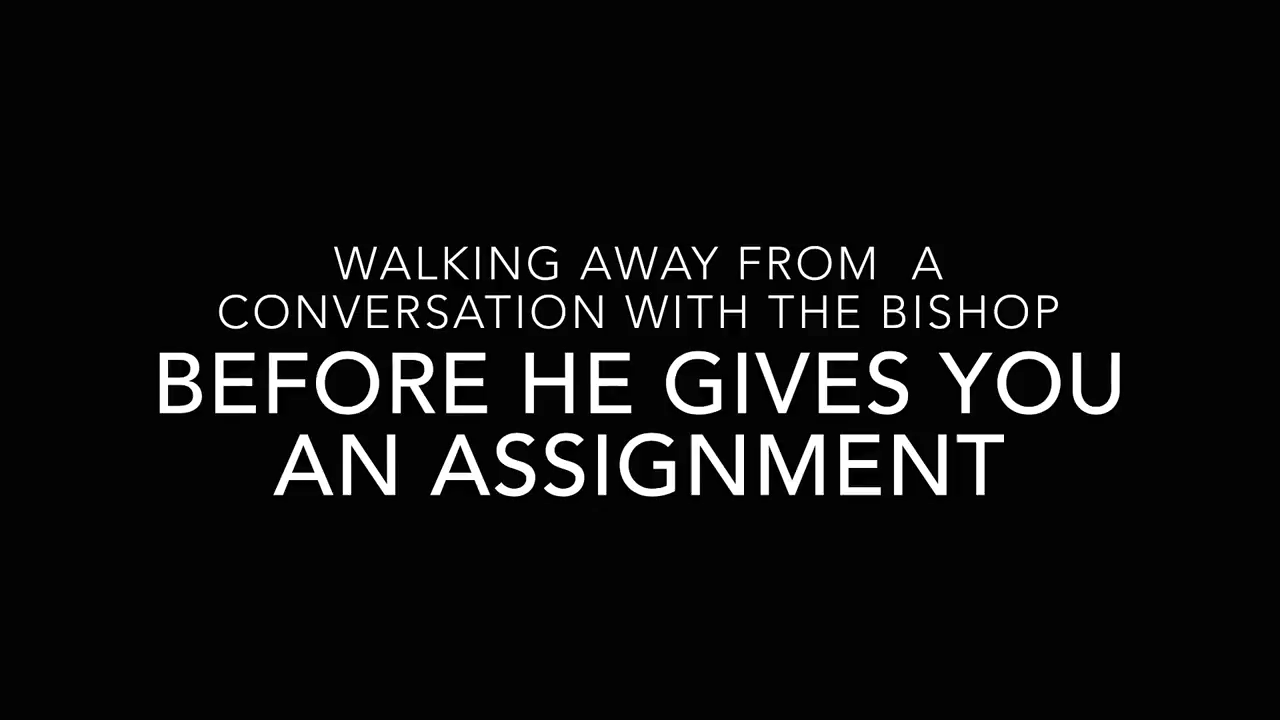 WALKING AWAY FROM  A
CONVERSATION WITH THE BISHOP
BEFORE HE GIVES YOU
AN ASSIGNMENT